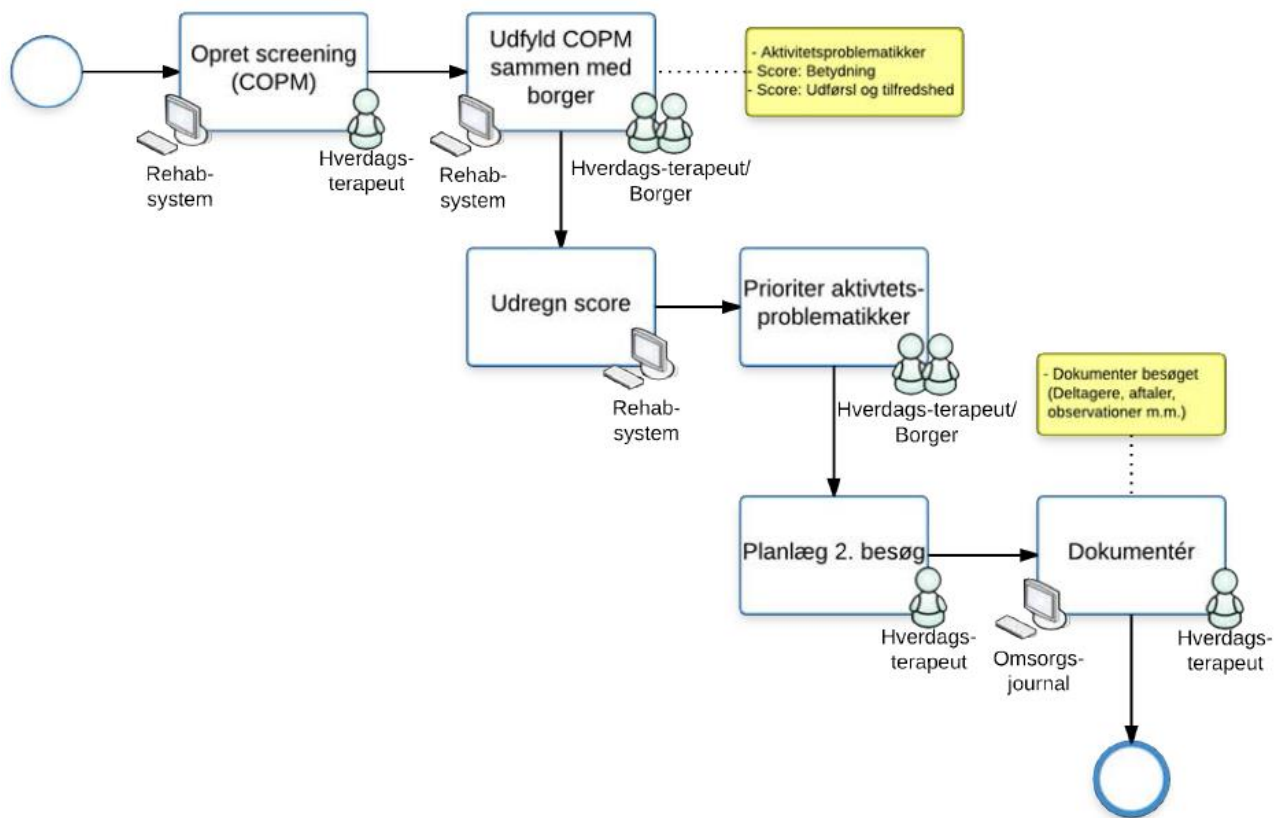 Opret screening
(COPM)
Rehab-
system
Hverdags-
terapeut
Udfyld COPM
sammen med
borger
Rehab-
system
Hverdags-terapeut/
Borger
- Aktivitetsproblematikker
- Score: Betydning
- Score: Udførsl og tilfredshed
Udregn score
Rehab-
system
Prioriter aktivtets-
problematikker
Hverdags-terapeut/
Borger
- Dokumenter besøget
(Deltagere, aftaler,
observationer m.m.)
Planlæg 2. besøg
Hverdags-
terapeut
Dokumentér
Omsorgs-
journal
Hverdags-
terapeut